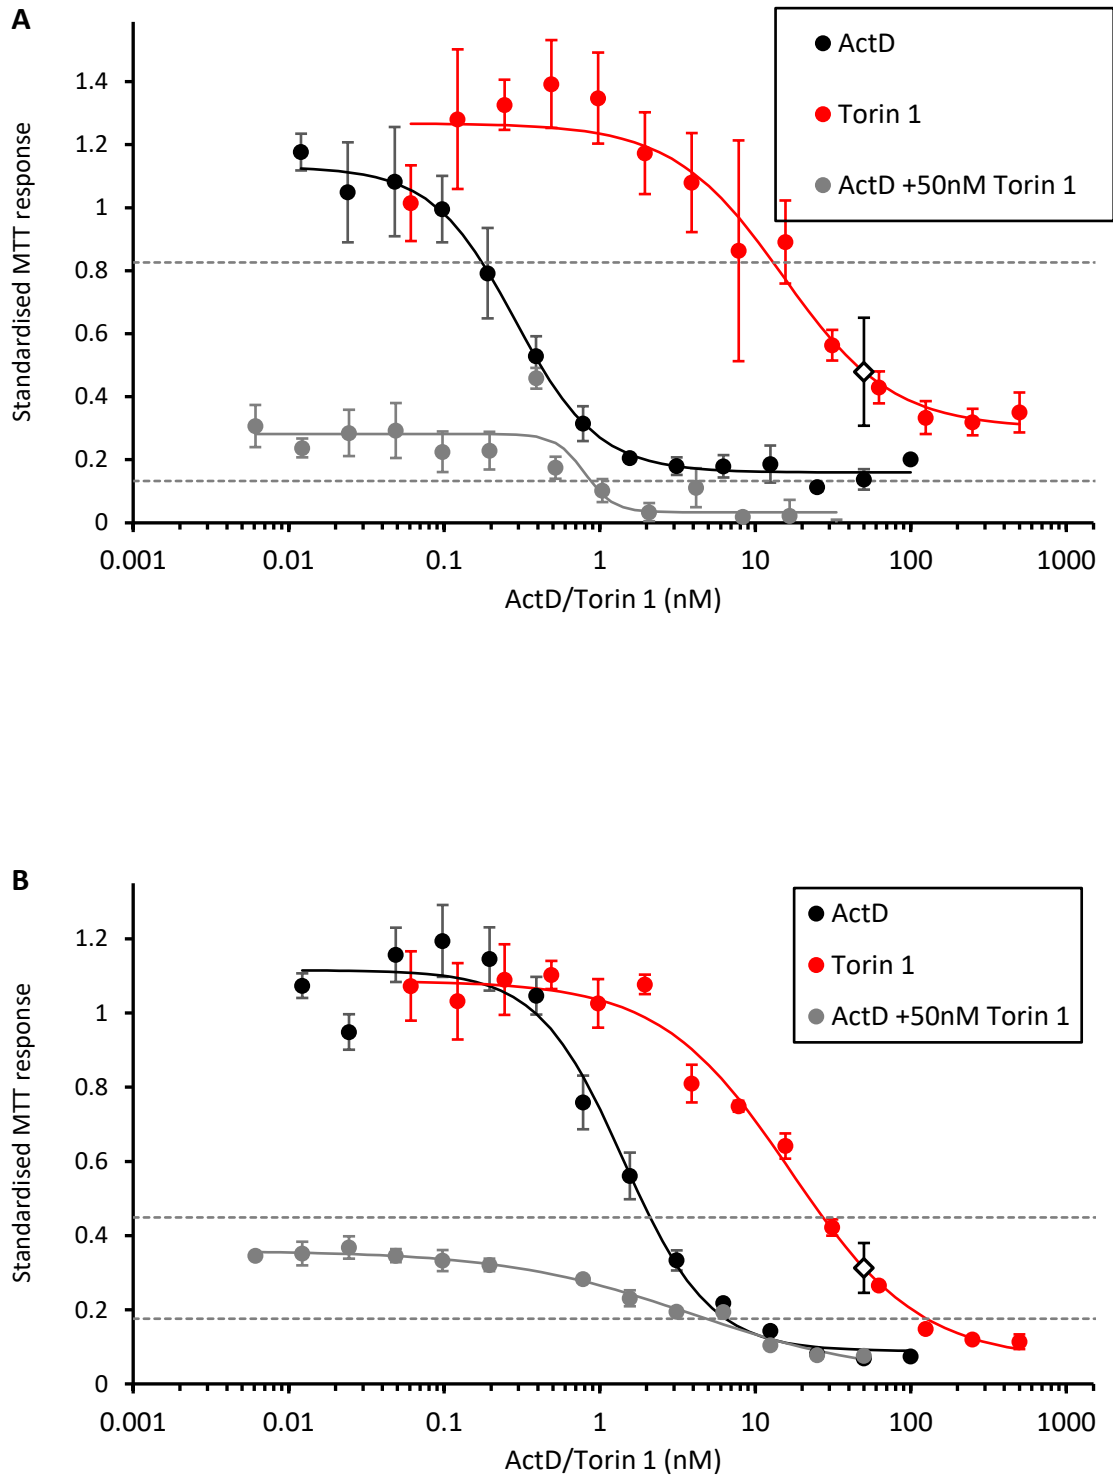 A
ActD
Torin 1
ActD +50nM Torin 1
Standardised MTT response
1.4
1.2
1
0.8
0.6
0.4
0.2
0
0.001 0.01 0.1 1 10 100 1000
ActD/Torin 1 (nM)
B
ActD
Torin 1
ActD +50nM Torin 1
Standardised MTT response
1.2
1
0.8
0.6
0.4
0.2
0
0.001 0.01 0.1 1 10 100 1000
ActD/Torin 1 (nM)